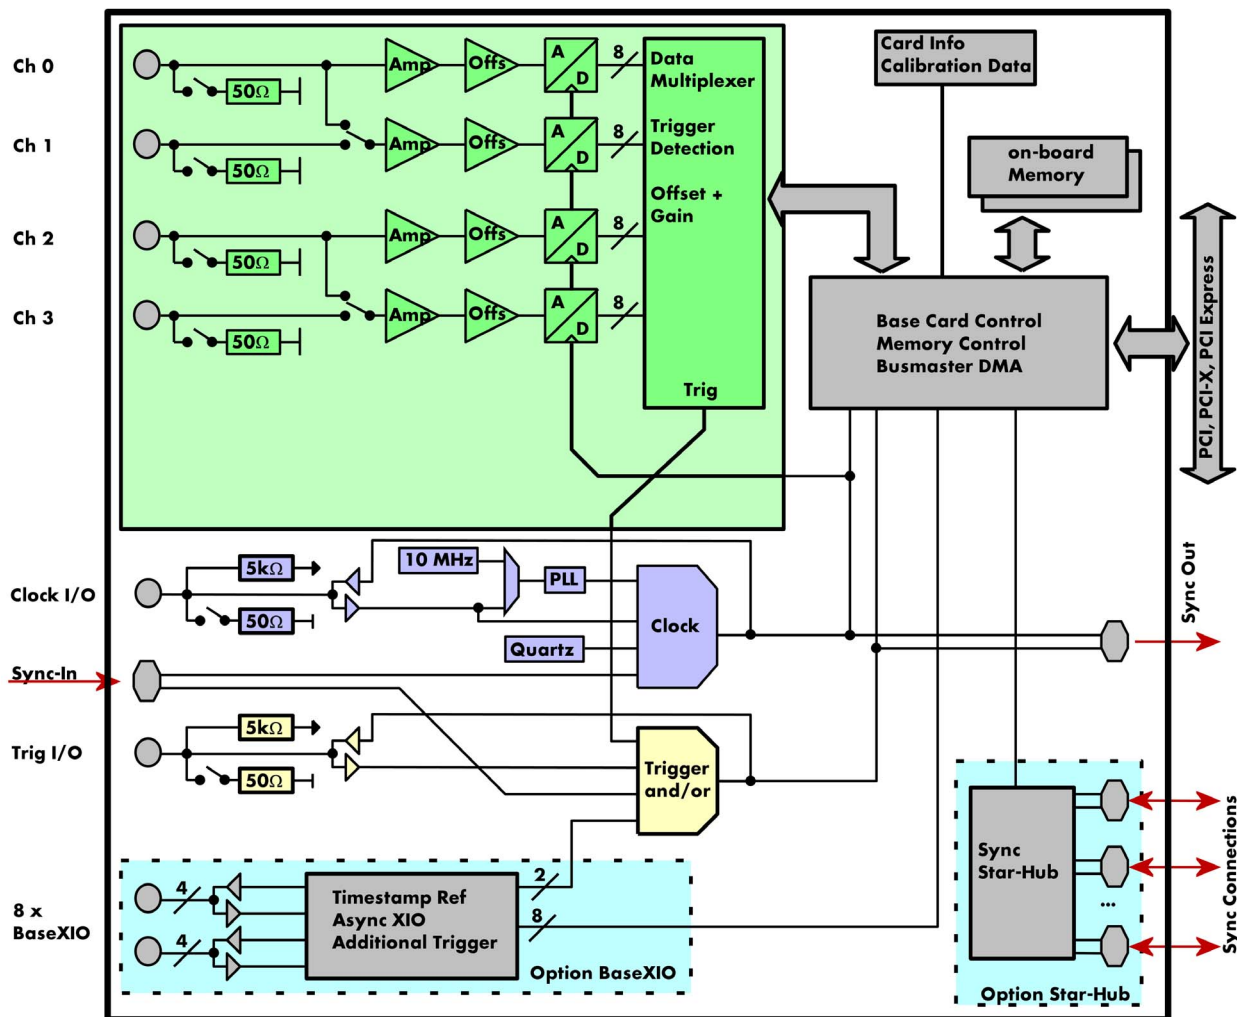 Ch 0
50Ω
Amp
Offs
A
D
8
Data
Multiplexer
Ch 1
50Ω
Amp
Offs
A
D
8
Trigger
Detection
Offset +
Gain
Ch 2
50Ω
Amp
Offs
A
D
8
Ch 3
50Ω
Amp
Offs
A
D
8
Trig
Card Info
Calibration Data
on-board
Memory
Base Card Control
Memory Control
Busmaster DMA
PCI, PCI-X, PCI Express
Clock I/O
5kΩ
50Ω
10 MHz
PLL
Quartz
Clock
Sync Out
Sync-In
Trig I/O
5kΩ
50Ω
Trigger
and/or
8 x
BaseXIO
4
4
Timestamp Ref
Async XIO
Additional Trigger
2
8
Option BaseXIO
Sync
Star-Hub
...
Option Star-Hub
Sync Connections